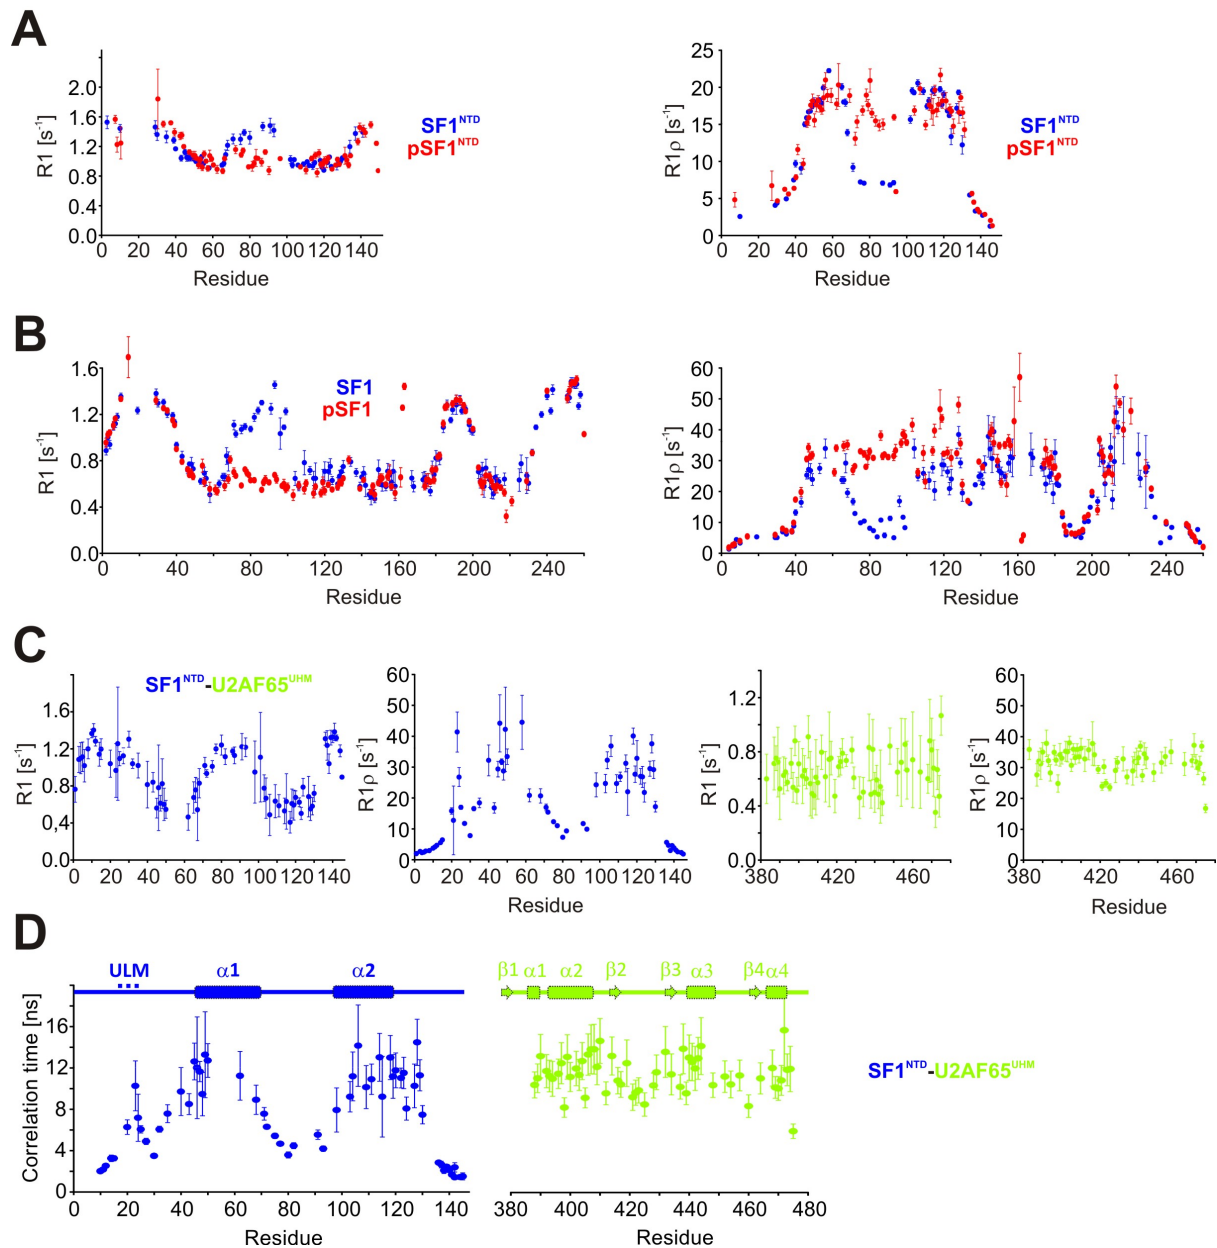 A
R1 [s⁻¹]
2.0
1.6
1.2
0.8
0.4
0.0
0 20 40 60 80 100 120 140
Residue
SF1NTD
pSF1NTD
R1ρ [s⁻¹]
25
20
15
10
5
0
0 20 40 60 80 100 120 140
Residue
SF1NTD
pSF1NTD
B
R1 [s⁻¹]
1.6
1.2
0.8
0.4
0.0
0 40 80 120 160 200 240
Residue
SF1
pSF1
R1ρ [s⁻¹]
60
50
40
30
20
10
0
0 40 80 120 160 200 240
Residue
C
SF1NTD-U2AF65UHM
R1 [s⁻¹]
1.6
1.2
0.8
0.4
0.0
0 20 40 60 80 100 140
R1ρ [s⁻¹]
60
50
40
30
20
10
0
0 20 40 60 80 100 140
Residue
R1 [s⁻¹]
1.2
0.8
0.4
0.0
380 420 460
R1ρ [s⁻¹]
60
50
40
30
20
10
0
380 420 460
Residue
D
ULM α1 α2
Correlation time [ns]
16
12
8
4
0
0 20 40 60 80 100 120 140
Residue
β1 α1 α2 β2 β3 α3 β4 α4
380 400 420 440 460 480
Residue
SF1NTD-U2AF65UHM